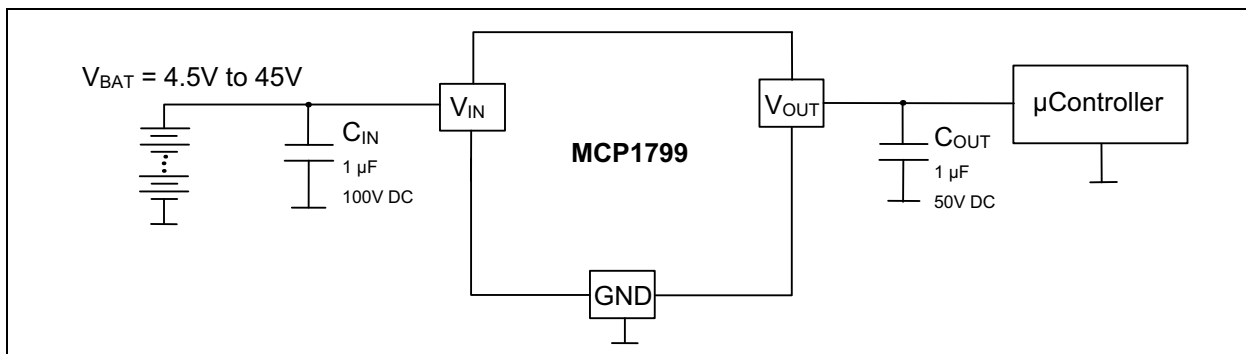 V_BAT = 4.5V to 45V
V_IN
C_IN
1 µF
100V DC
MCP1799
GND
V_OUT
C_OUT
1 µF
50V DC
µController